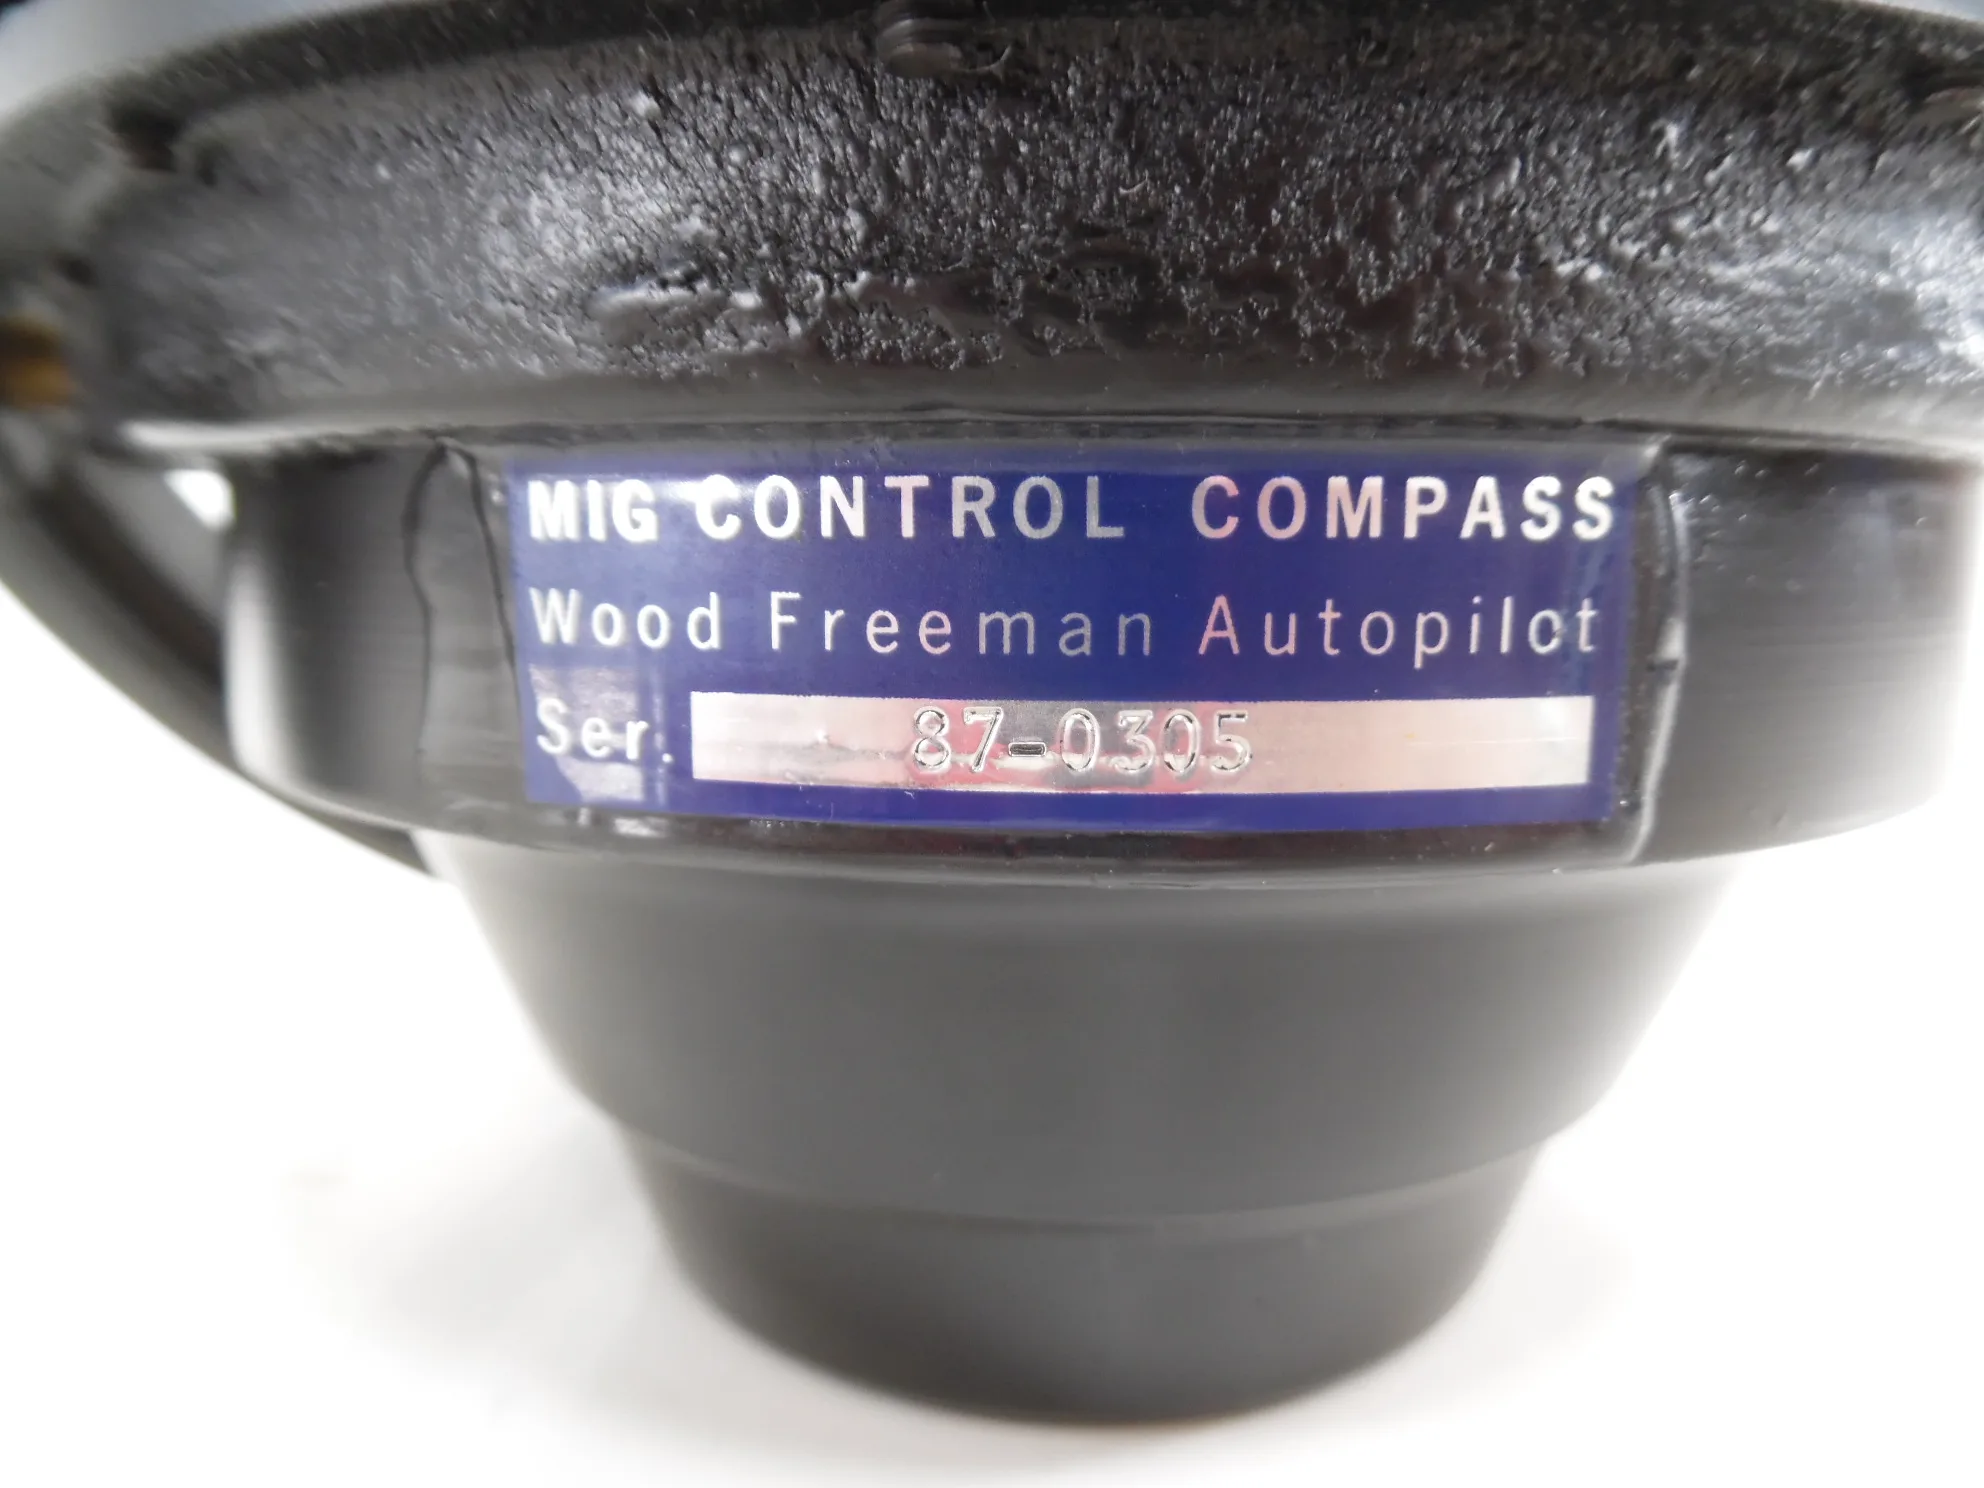 MIG CONTROL COMPASS
Wood Freeman Autopilot
Ser. 87-0305